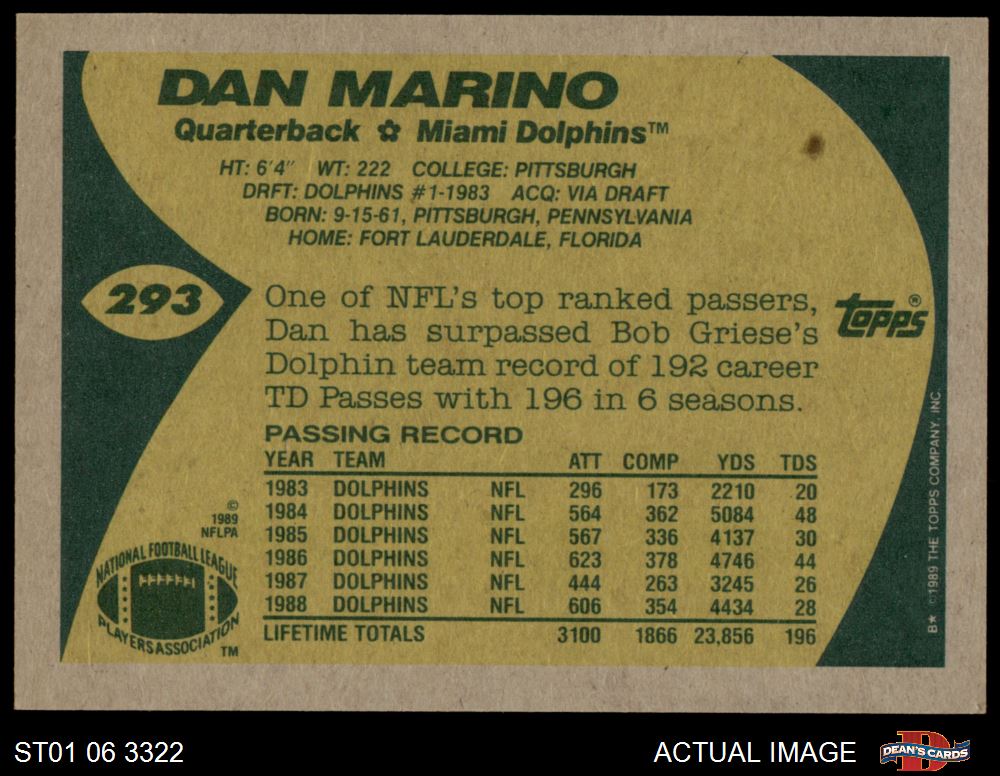 DAN MARINO
Quarterback ✿ Miami Dolphins™
HT: 6'4" WT: 222 COLLEGE: PITTSBURGH
DRFT: DOLPHINS #1-1983 ACQ: VIA DRAFT
BORN: 9-15-61, PITTSBURGH, PENNSYLVANIA
HOME: FORT LAUDERDALE, FLORIDA
293
One of NFL's top ranked passers,
Dan has surpassed Bob Griese's
Dolphin team record of 192 career
TD Passes with 196 in 6 seasons.
topps®
PASSING RECORD
YEAR TEAM ATT COMP YDS TDS
1983 DOLPHINS NFL 296 173 2210 20
1984 DOLPHINS NFL 564 362 5084 48
1985 DOLPHINS NFL 567 336 4137 30
1986 DOLPHINS NFL 623 378 4746 44
1987 DOLPHINS NFL 444 263 3245 26
1988 DOLPHINS NFL 606 354 4434 28
LIFETIME TOTALS 3100 1866 23,856 196
©
1989
NFLPA
NATIONAL FOOTBALL LEAGUE
PLAYERS ASSOCIATION
TM
B* ©1989 THE TOPPS COMPANY, INC
ST01 06 3322
ACTUAL IMAGE
D
DEAN'S CARDS